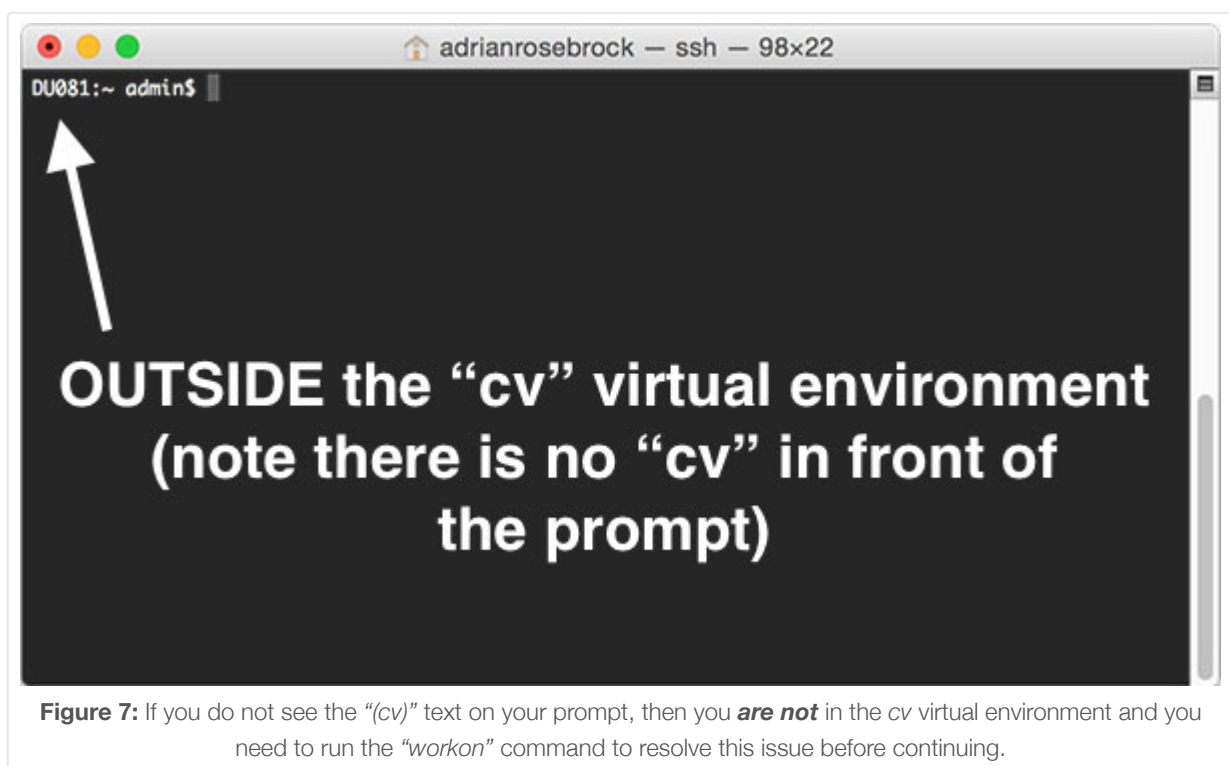 adrianrosebrock — ssh — 98×22
DU081:~ admin$
OUTSIDE the “cv” virtual environment
(note there is no “cv” in front of
the prompt)
Figure 7: If you do not see the “(cv)” text on your prompt, then you are not in the cv virtual environment and you
need to run the “workon” command to resolve this issue before continuing.